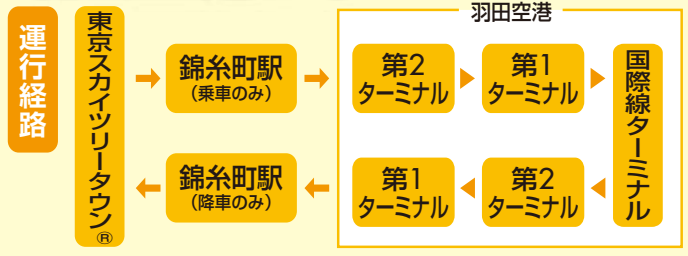 運行経路
東京スカイツリータウン®
羽田空港
錦糸町駅
(乗車のみ)
第2
ターミナル
第1
ターミナル
国際線ターミナル
錦糸町駅
(降車のみ)
第1
ターミナル
第2
ターミナル